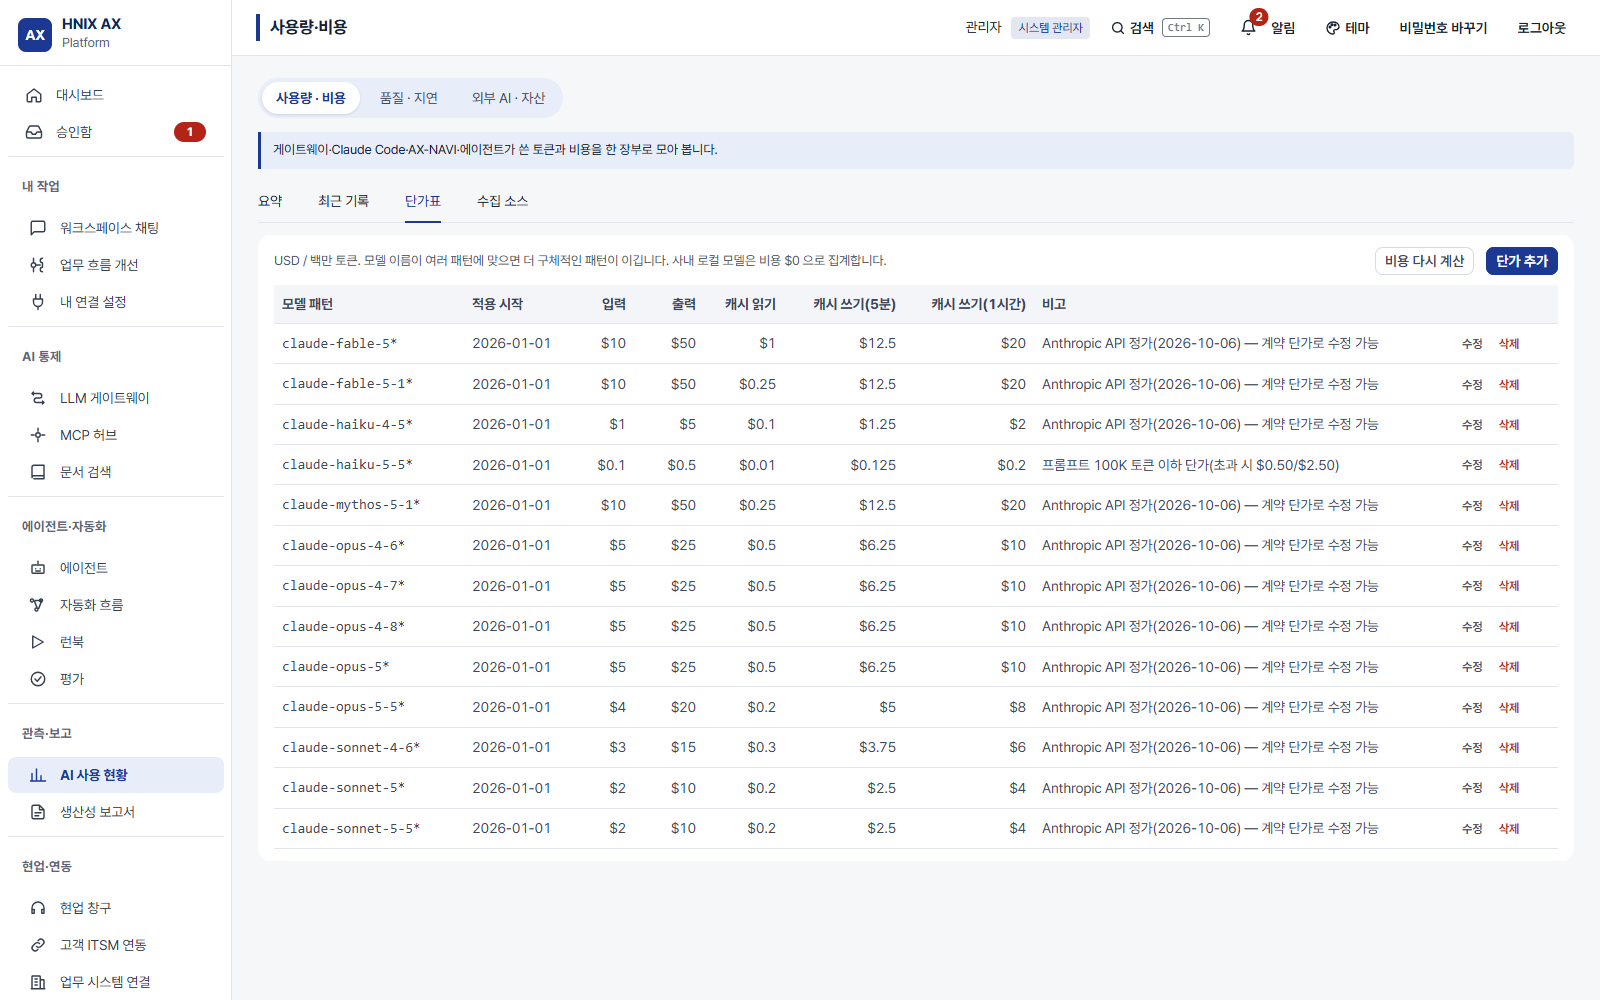 AX
HNIX AX
Platform
대시보드
승인함
1
내 작업
워크스페이스 채팅
업무 흐름 개선
내 연결 설정
AI 통제
LLM 게이트웨이
MCP 허브
문서 검색
에이전트·자동화
에이전트
자동화 흐름
런북
평가
관측·보고
AI 사용 현황
생산성 보고서
현업·연동
현업 창구
고객 ITSM 연동
업무 시스템 연결
사용량·비용
관리자 시스템 관리자 검색 Ctrl K 2 알림 테마 비밀번호 바꾸기 로그아웃
사용량 · 비용 품질 · 지연 외부 AI · 자산
게이트웨이·Claude Code·AX-NAVI·에이전트가 쓴 토큰과 비용을 한 장부로 모아 봅니다.
요약 최근 기록 단가표 수집 소스
USD / 백만 토큰. 모델 이름이 여러 패턴에 맞으면 더 구체적인 패턴이 이깁니다. 사내 로컬 모델은 비용 $0 으로 집계합니다. 비용 다시 계산 단가 추가
모델 패턴 적용 시작 입력 출력 캐시 읽기 캐시 쓰기(5분) 캐시 쓰기(1시간) 비고
claude-fable-5* 2026-01-01 $10 $50 $1 $12.5 $20 Anthropic API 정가(2026-10-06) — 계약 단가로 수정 가능 수정 삭제
claude-fable-5-1* 2026-01-01 $10 $50 $0.25 $12.5 $20 Anthropic API 정가(2026-10-06) — 계약 단가로 수정 가능 수정 삭제
claude-haiku-4-5* 2026-01-01 $1 $5 $0.1 $1.25 $2 Anthropic API 정가(2026-10-06) — 계약 단가로 수정 가능 수정 삭제
claude-haiku-5-5* 2026-01-01 $0.1 $0.5 $0.01 $0.125 $0.2 프롬프트 100K 토큰 이하 단가(초과 시 $0.50/$2.50) 수정 삭제
claude-mythos-5-1* 2026-01-01 $10 $50 $0.25 $12.5 $20 Anthropic API 정가(2026-10-06) — 계약 단가로 수정 가능 수정 삭제
claude-opus-4-6* 2026-01-01 $5 $25 $0.5 $6.25 $10 Anthropic API 정가(2026-10-06) — 계약 단가로 수정 가능 수정 삭제
claude-opus-4-7* 2026-01-01 $5 $25 $0.5 $6.25 $10 Anthropic API 정가(2026-10-06) — 계약 단가로 수정 가능 수정 삭제
claude-opus-4-8* 2026-01-01 $5 $25 $0.5 $6.25 $10 Anthropic API 정가(2026-10-06) — 계약 단가로 수정 가능 수정 삭제
claude-opus-5* 2026-01-01 $5 $25 $0.5 $6.25 $10 Anthropic API 정가(2026-10-06) — 계약 단가로 수정 가능 수정 삭제
claude-opus-5-5* 2026-01-01 $4 $20 $0.2 $5 $8 Anthropic API 정가(2026-10-06) — 계약 단가로 수정 가능 수정 삭제
claude-sonnet-4-6* 2026-01-01 $3 $15 $0.3 $3.75 $6 Anthropic API 정가(2026-10-06) — 계약 단가로 수정 가능 수정 삭제
claude-sonnet-5* 2026-01-01 $2 $10 $0.2 $2.5 $4 Anthropic API 정가(2026-10-06) — 계약 단가로 수정 가능 수정 삭제
claude-sonnet-5-5* 2026-01-01 $2 $10 $0.2 $2.5 $4 Anthropic API 정가(2026-10-06) — 계약 단가로 수정 가능 수정 삭제